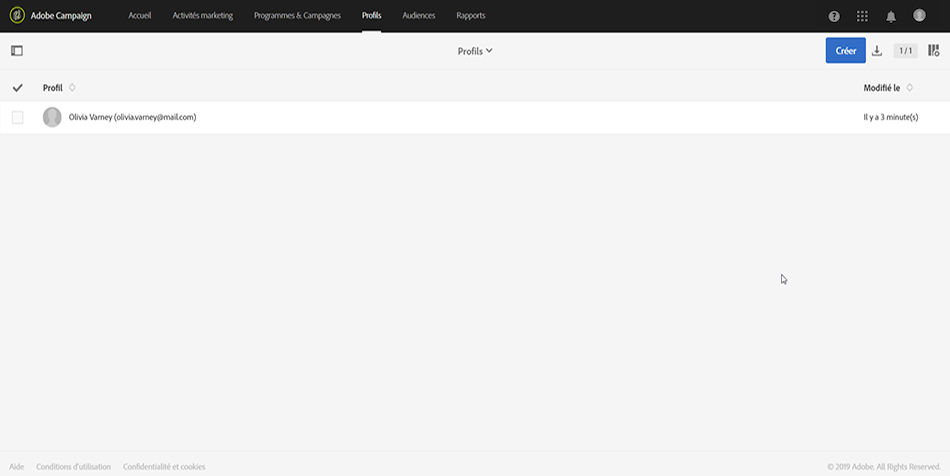 Adobe Campaign Accueil Activités marketing Programmes & Campagnes Profils Audiences Rapports
Profils Créer 1/1
Profil Modifié le
Olivia Varney (olivia.varney@mail.com) Il y a 3 minute(s)
Aide Conditions d'utilisation Confidentialité et cookies © 2019 Adobe. All Rights Reserved.